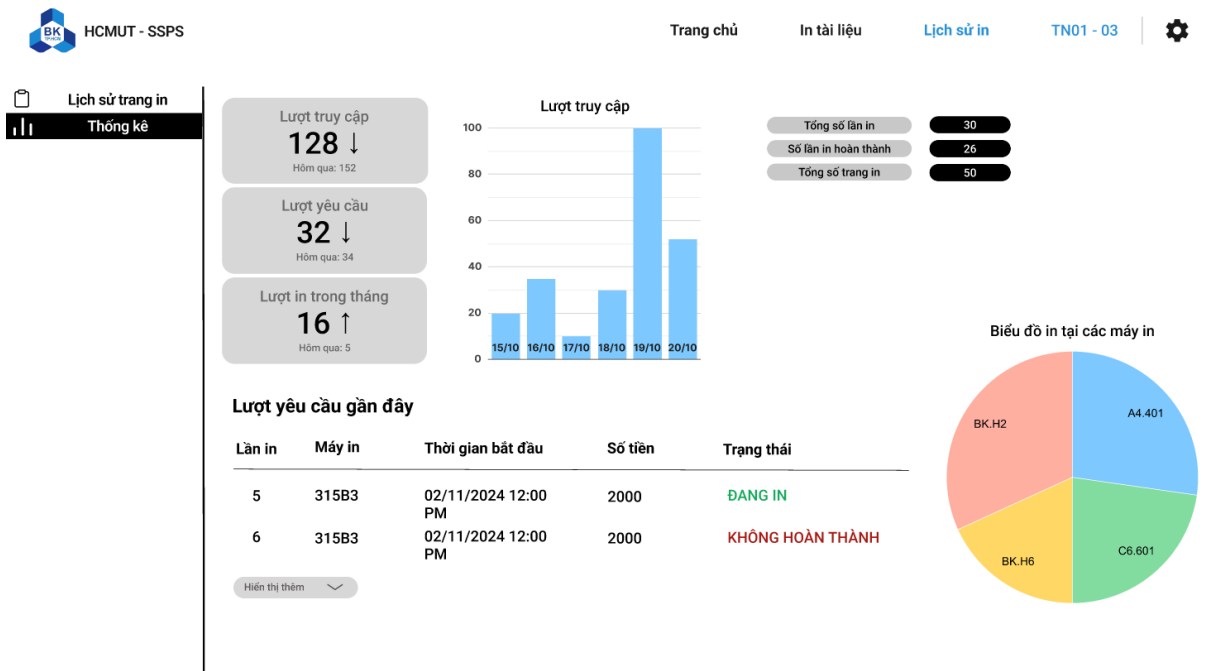 BK
TP.HCM
HCMUT - SSPS
Trang chủ
In tài liệu
Lịch sử in
TN01 - 03
Lịch sử trang in
Thống kê
Lượt truy cập
128 ↓
Hôm qua: 152
Lượt yêu cầu
32 ↓
Hôm qua: 34
Lượt in trong tháng
16 ↑
Hôm qua: 5
Lượt truy cập
100
80
60
40
20
0
15/10 16/10 17/10 18/10 19/10 20/10
Tổng số lần in 30
Số lần in hoàn thành 26
Tổng số trang in 50
Biểu đồ in tại các máy in
BK.H2
A4.401
BK.H6
C6.601
Lượt yêu cầu gần đây
Lần in Máy in Thời gian bắt đầu Số tiền Trạng thái
5 315B3 02/11/2024 12:00 2000 ĐANG IN
PM
6 315B3 02/11/2024 12:00 2000 KHÔNG HOÀN THÀNH
PM
Hiển thị thêm